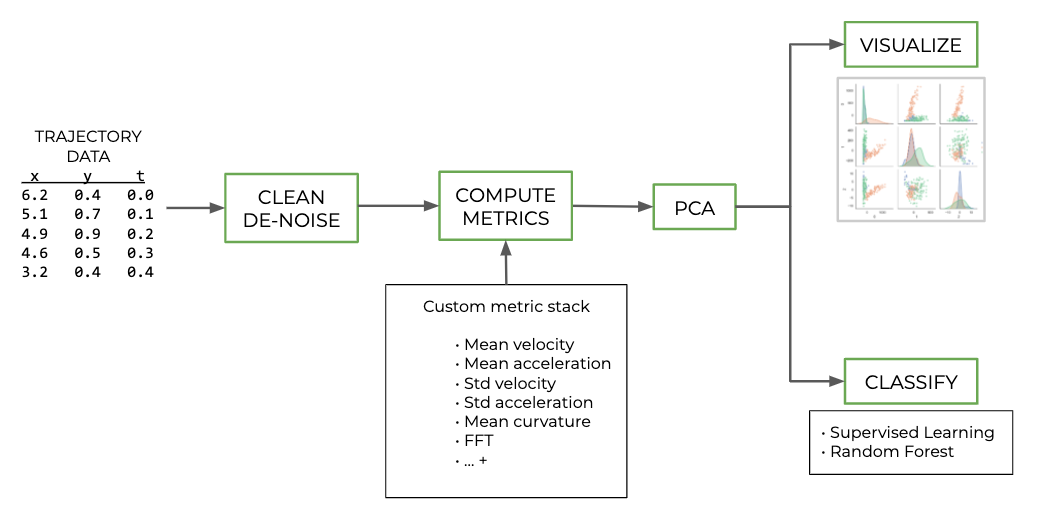 TRAJECTORY
DATA
x y t
6.2 0.4 0.0
5.1 0.7 0.1
4.9 0.9 0.2
4.6 0.5 0.3
3.2 0.4 0.4
CLEAN
DE-NOISE
COMPUTE
METRICS
Custom metric stack
· Mean velocity
· Mean acceleration
· Std velocity
· Std acceleration
· Mean curvature
· FFT
· ... +
PCA
VISUALIZE
CLASSIFY
· Supervised Learning
· Random Forest